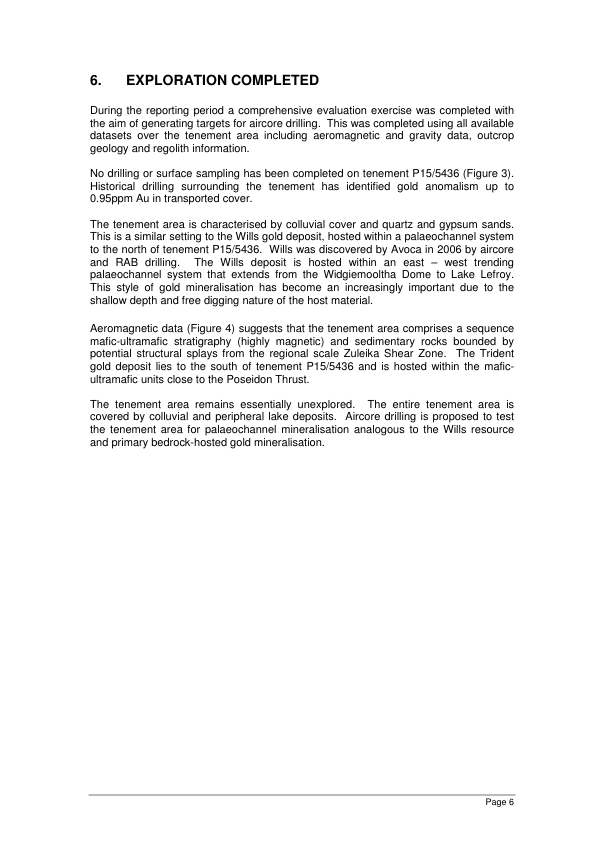 6. EXPLORATION COMPLETED
During the reporting period a comprehensive evaluation exercise was completed with
the aim of generating targets for aircore drilling. This was completed using all available
datasets over the tenement area including aeromagnetic and gravity data, outcrop
geology and regolith information.
No drilling or surface sampling has been completed on tenement P15/5436 (Figure 3).
Historical drilling surrounding the tenement has identified gold anomalism up to
0.95ppm Au in transported cover.
The tenement area is characterised by colluvial cover and quartz and gypsum sands.
This is a similar setting to the Wills gold deposit, hosted within a palaeochannel system
to the north of tenement P15/5436. Wills was discovered by Avoca in 2006 by aircore
and RAB drilling. The Wills deposit is hosted within an east – west trending
palaeochannel system that extends from the Widgiemooltha Dome to Lake Lefroy.
This style of gold mineralisation has become an increasingly important due to the
shallow depth and free digging nature of the host material.
Aeromagnetic data (Figure 4) suggests that the tenement area comprises a sequence
mafic-ultramafic stratigraphy (highly magnetic) and sedimentary rocks bounded by
potential structural splays from the regional scale Zuleika Shear Zone. The Trident
gold deposit lies to the south of tenement P15/5436 and is hosted within the mafic-
ultramafic units close to the Poseidon Thrust.
The tenement area remains essentially unexplored. The entire tenement area is
covered by colluvial and peripheral lake deposits. Aircore drilling is proposed to test
the tenement area for palaeochannel mineralisation analogous to the Wills resource
and primary bedrock-hosted gold mineralisation.
Page 6